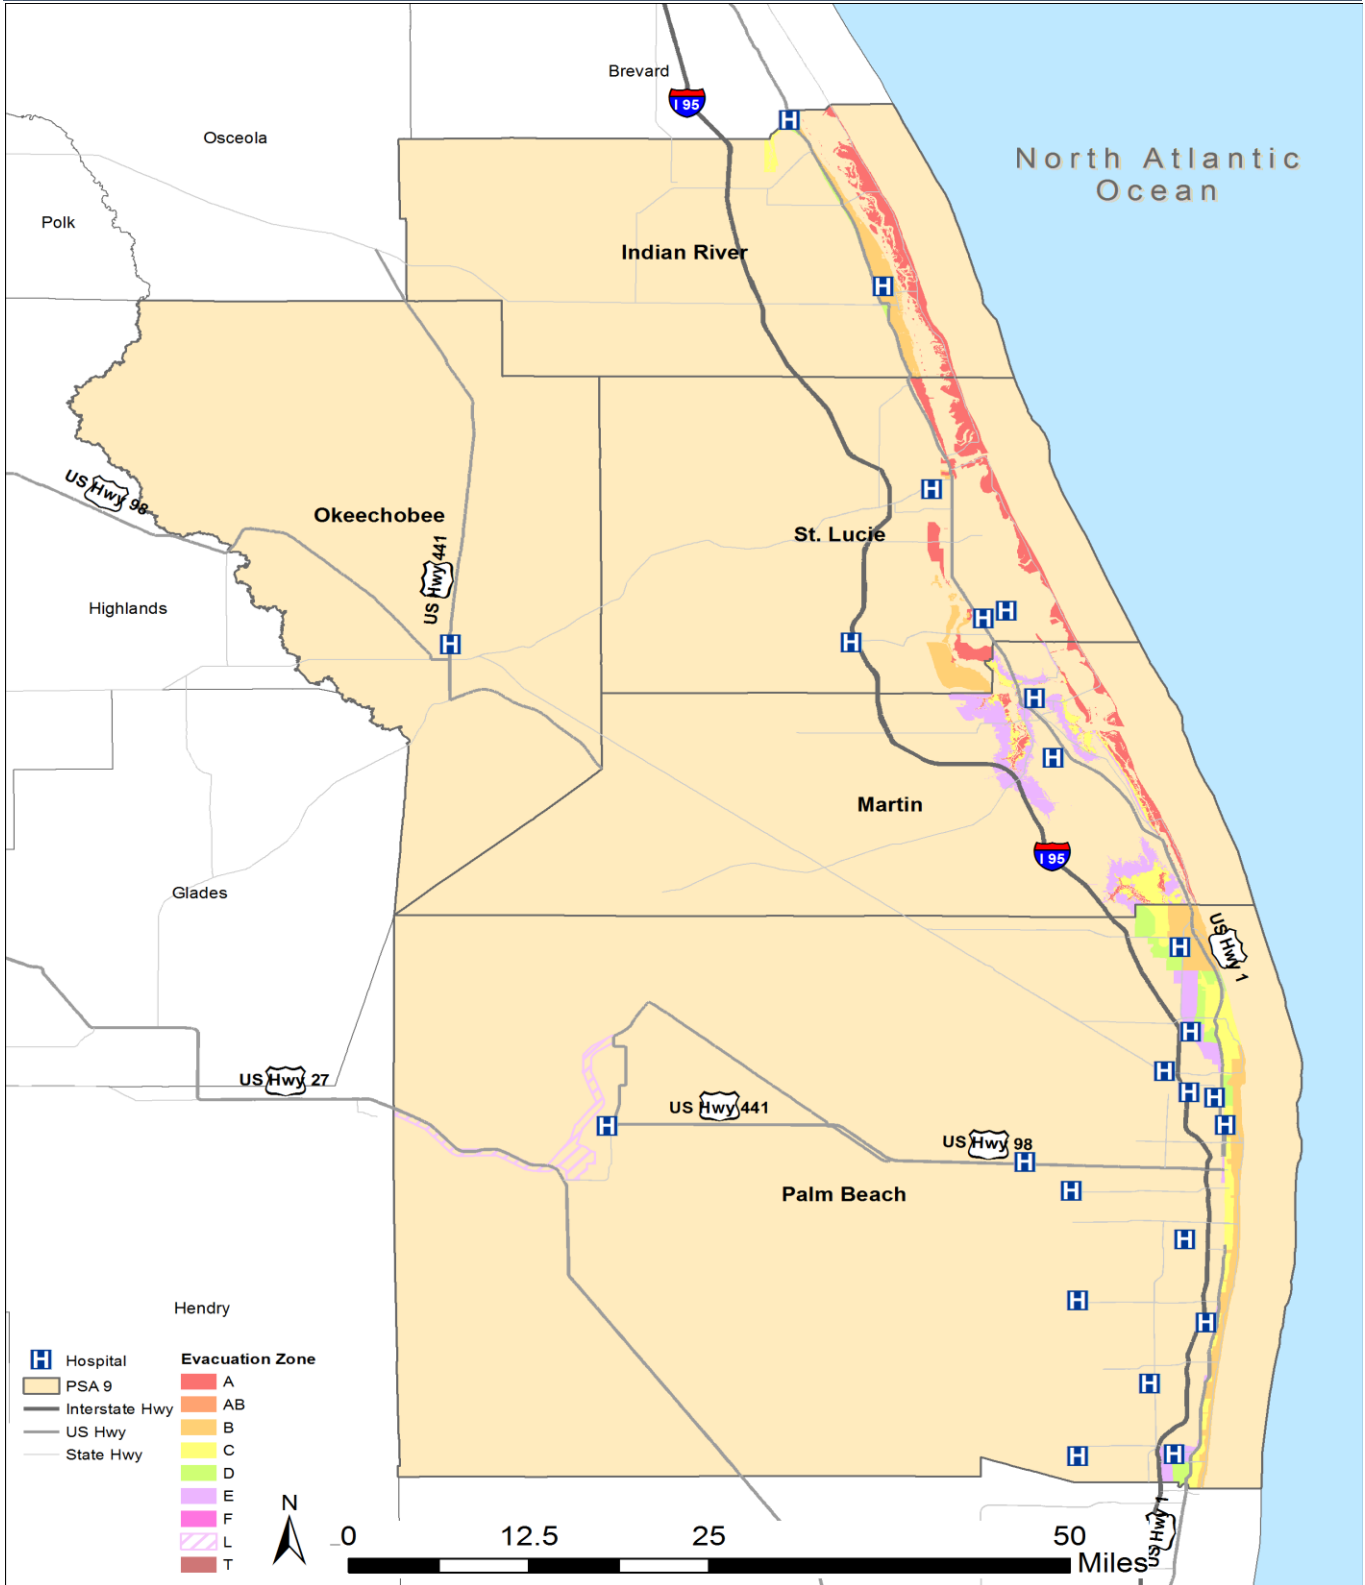 Brevard
I 95
H
Osceola
North Atlantic
Ocean
Polk
Indian River
H
US Hwy 98
H
Okeechobee
St. Lucie
US Hwy 441
Highlands
H
H
H
H
H
Martin
H
I 95
Glades
US Hwy 1
H
H
US Hwy 27
H
US Hwy 441
H
H
H
H
US Hwy 98
H
Palm Beach
H
H
H
Hendry
H
H
H
H
H
H Hospital
PSA 9
Interstate Hwy
US Hwy
State Hwy
Evacuation Zone
A
AB
B
C
D
E
F
L
T
N
0 12.5 25 50
Miles
US Hwy 1